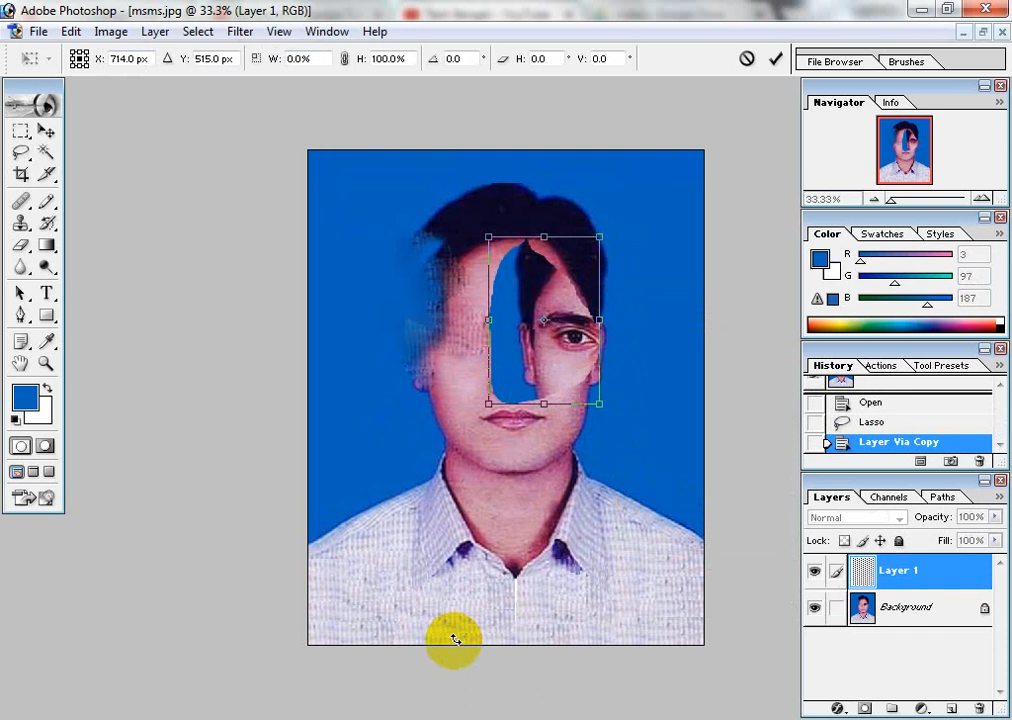 Adobe Photoshop - [msms.jpg @ 33.3% (Layer 1, RGB)]
File Edit Image Layer Select Filter View Window Help
X: 714.0 px Y: 515.0 px W: 0.0% H: 100.0% 0.0 ° H: 0.0 V: 0.0 °
File Browser Brushes
Navigator Info
33.33%
Color Swatches Styles
R 3
G 97
B 187
History Actions Tool Presets
Open
Lasso
Layer Via Copy
Layers Channels Paths
Normal Opacity: 100%
Lock: Fill: 100%
Layer 1
Background